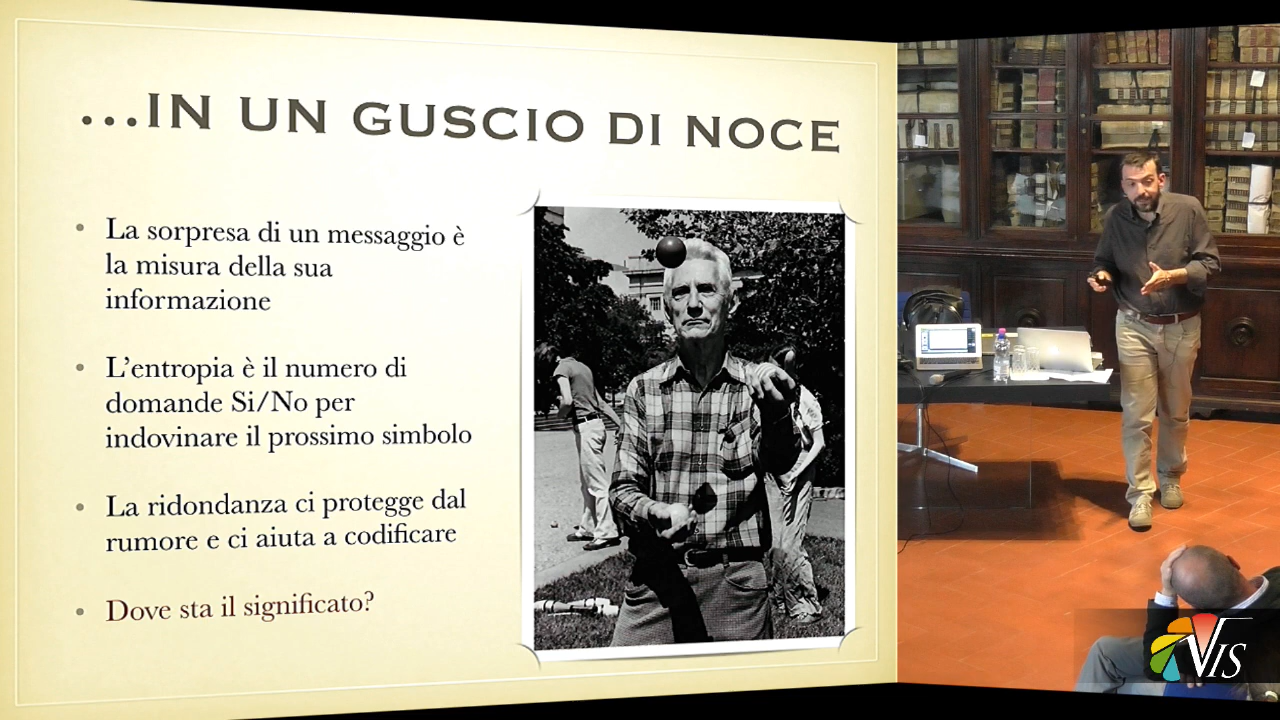 ...IN UN GUSCIO DI NOCE
La sorpresa di un messaggio è
la misura della sua
informazione
L'entropia è il numero di
domande Si/No per
indovinare il prossimo simbolo
La ridondanza ci protegge dal
rumore e ci aiuta a codificare
Dove sta il significato?
VIS